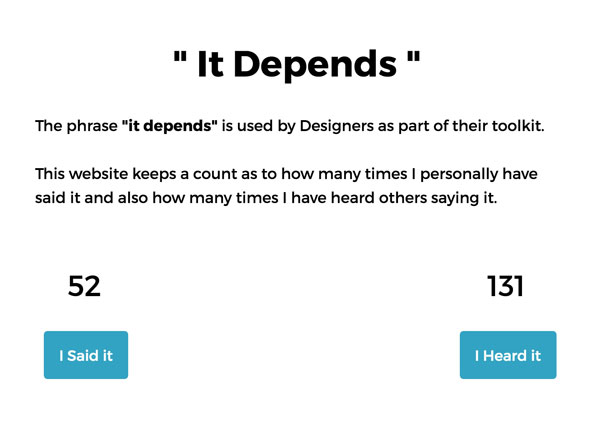 " It Depends "
The phrase "it depends" is used by Designers as part of their toolkit.
This website keeps a count as to how many times I personally have
said it and also how many times I have heard others saying it.
52
131
I Said it
I Heard it